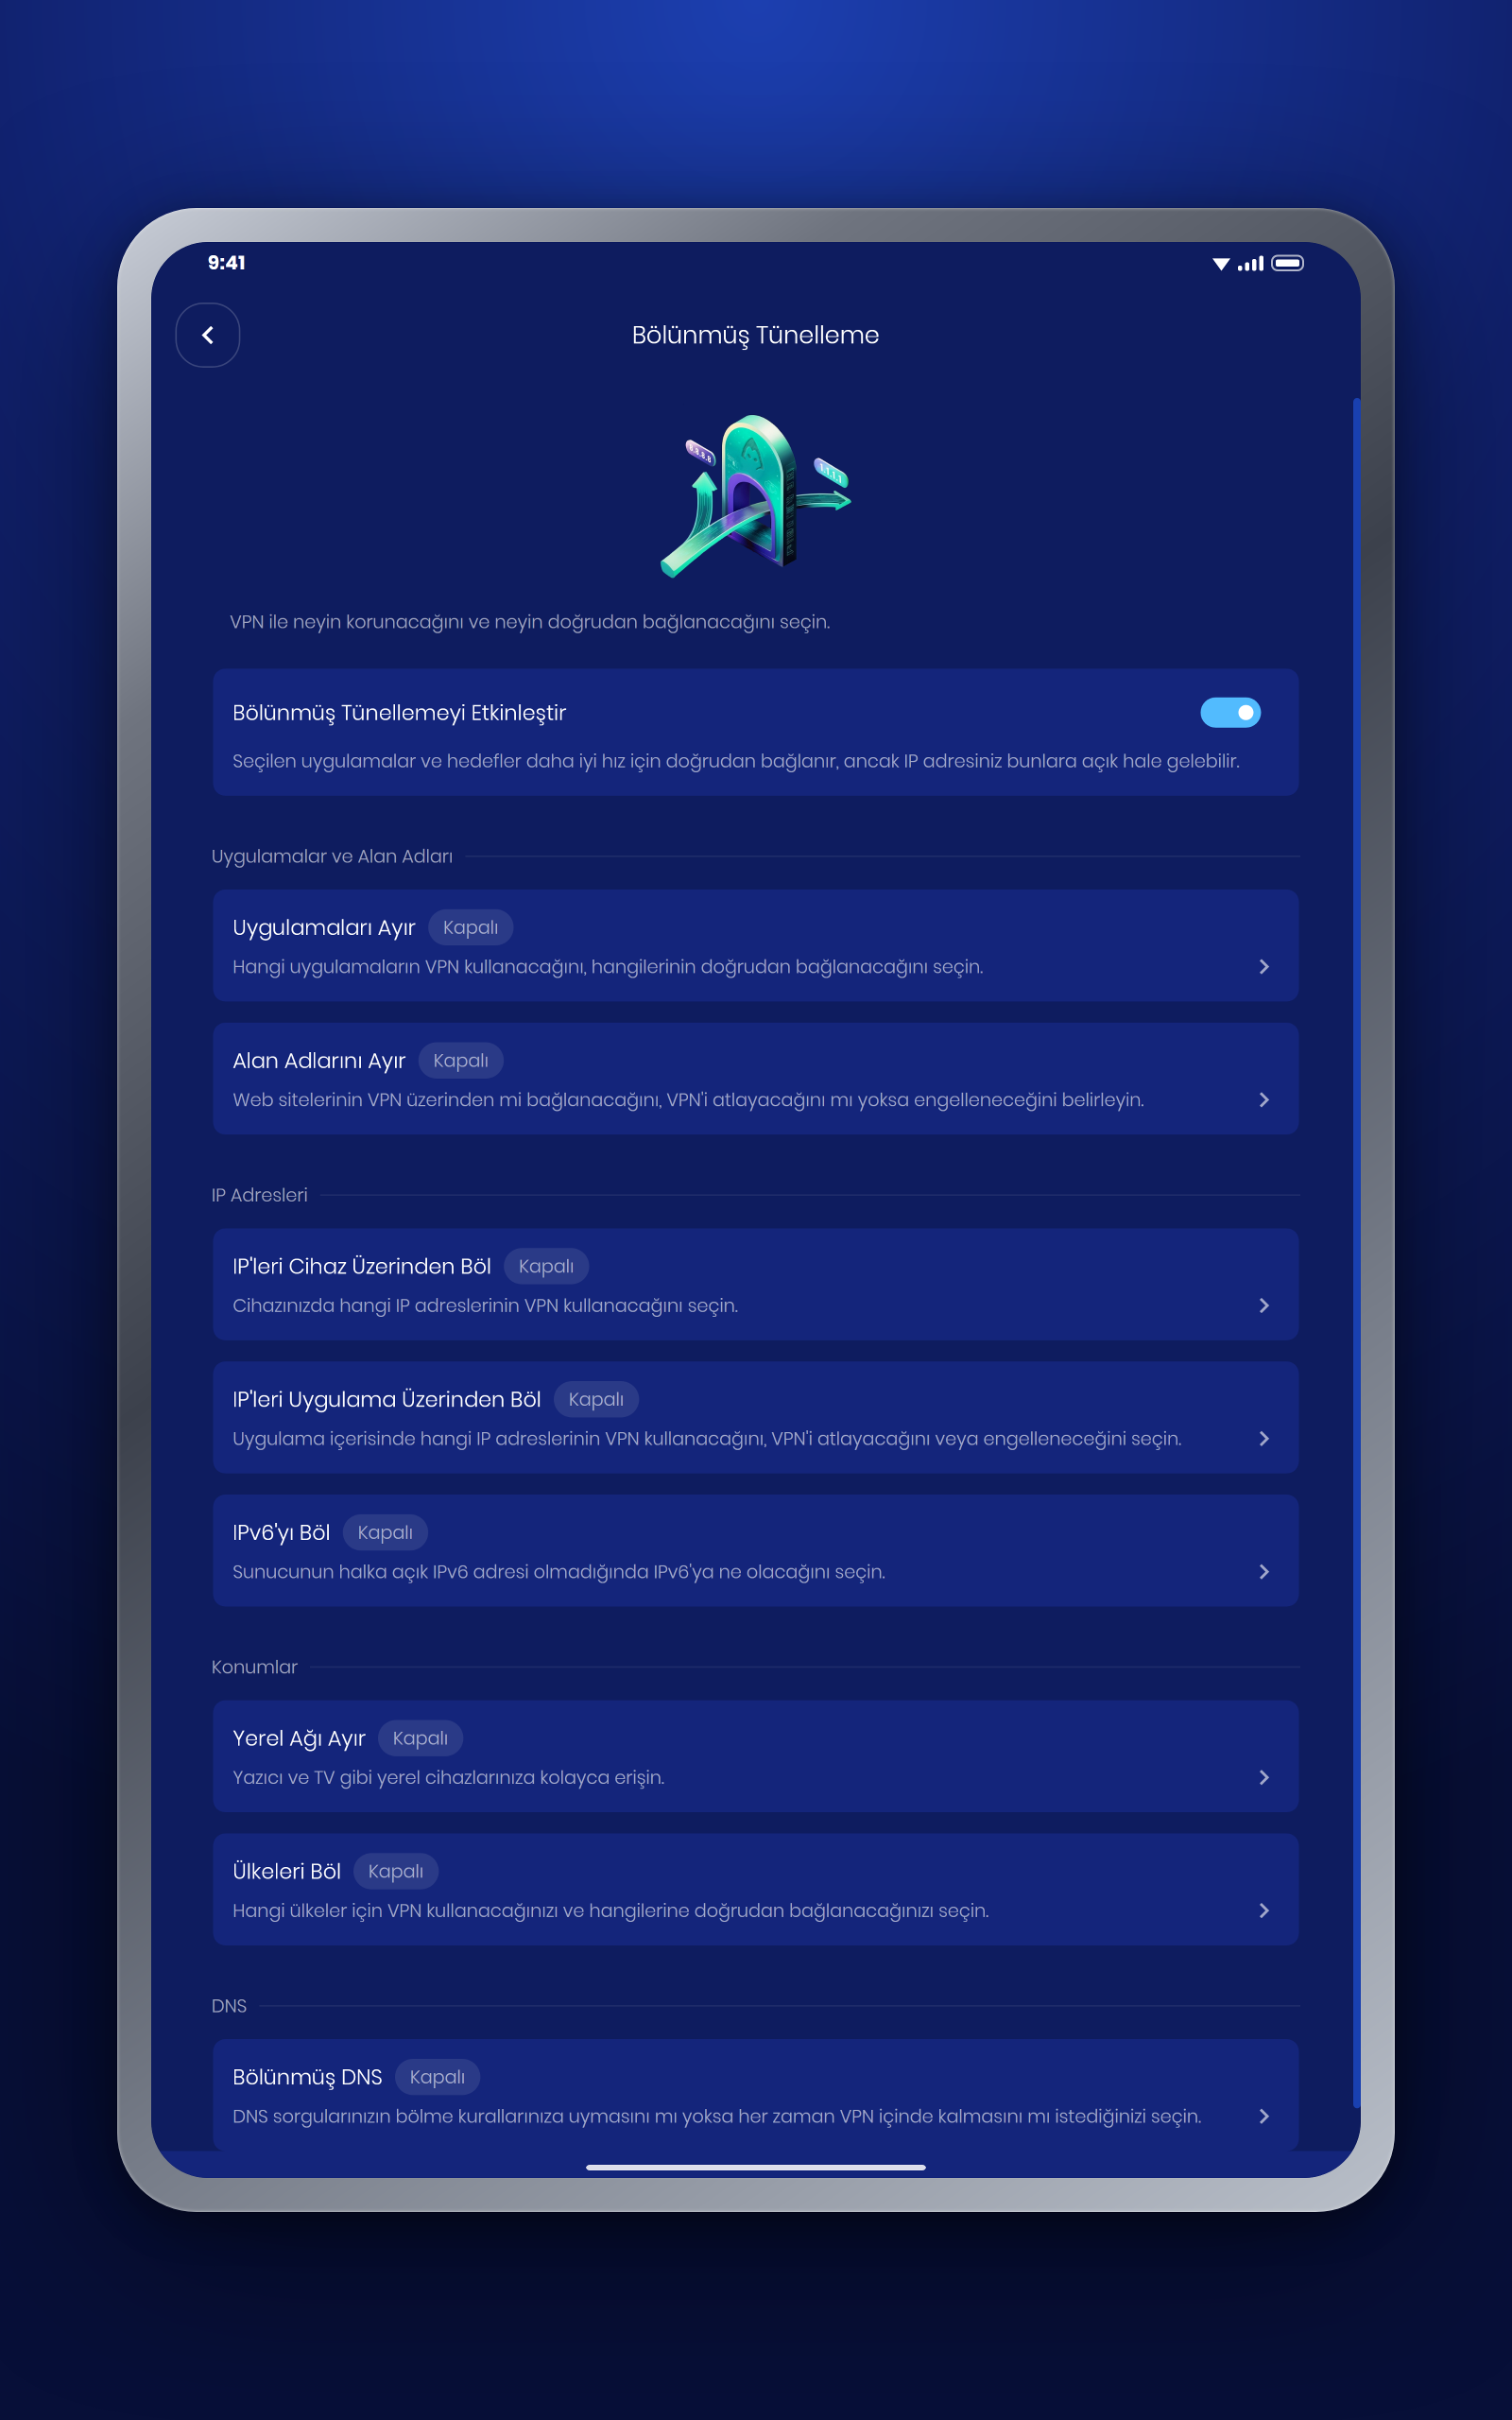 9:41
Bölünmüş Tünelleme
8.8.8.8
1.1.1.1
VPN ile neyin korunacağını ve neyin doğrudan bağlanacağını seçin.
Bölünmüş Tünellemeyi Etkinleştir
Seçilen uygulamalar ve hedefler daha iyi hız için doğrudan bağlanır, ancak IP adresiniz bunlara açık hale gelebilir.
Uygulamalar ve Alan Adları
Uygulamaları Ayır Kapalı
Hangi uygulamaların VPN kullanacağını, hangilerinin doğrudan bağlanacağını seçin.
Alan Adlarını Ayır Kapalı
Web sitelerinin VPN üzerinden mi bağlanacağını, VPN'i atlayacağını mı yoksa engelleneceğini belirleyin.
IP Adresleri
IP'leri Cihaz Üzerinden Böl Kapalı
Cihazınızda hangi IP adreslerinin VPN kullanacağını seçin.
IP'leri Uygulama Üzerinden Böl Kapalı
Uygulama içerisinde hangi IP adreslerinin VPN kullanacağını, VPN'i atlayacağını veya engelleneceğini seçin.
IPv6'yı Böl Kapalı
Sunucunun halka açık IPv6 adresi olmadığında IPv6'ya ne olacağını seçin.
Konumlar
Yerel Ağı Ayır Kapalı
Yazıcı ve TV gibi yerel cihazlarınıza kolayca erişin.
Ülkeleri Böl Kapalı
Hangi ülkeler için VPN kullanacağınızı ve hangilerine doğrudan bağlanacağınızı seçin.
DNS
Bölünmüş DNS Kapalı
DNS sorgularınızın bölme kurallarınıza uymasını mı yoksa her zaman VPN içinde kalmasını mı istediğinizi seçin.